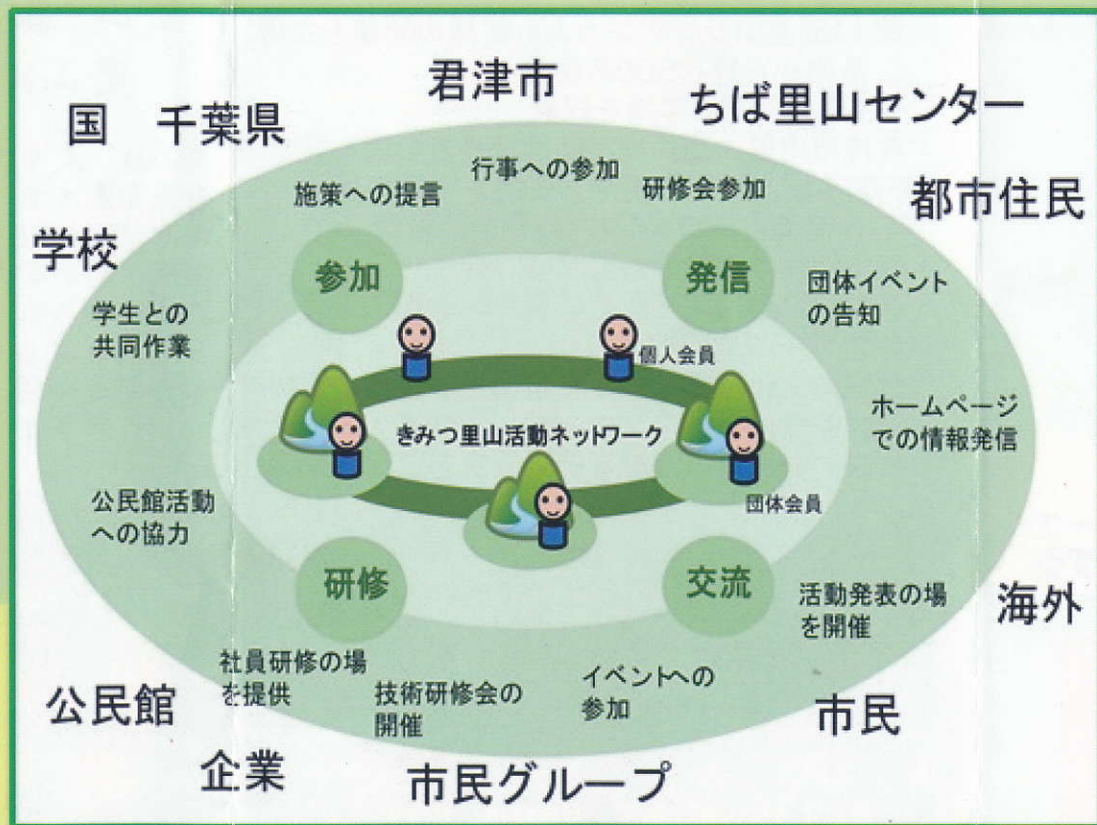 君津市
国 千葉県
ちば里山センター
都市住民
学校
行事への参加
施策への提言
研修会参加
参加
発信
学生との
共同作業
団体イベント
の告知
個人会員
きみつ里山活動ネットワーク
ホームページ
での情報発信
公民館活動
への協力
団体会員
研修
交流
活動発表の場
を開催
海外
社員研修の場
を提供
技術研修会の
開催
イベントへの
参加
公民館
企業
市民グループ
市民